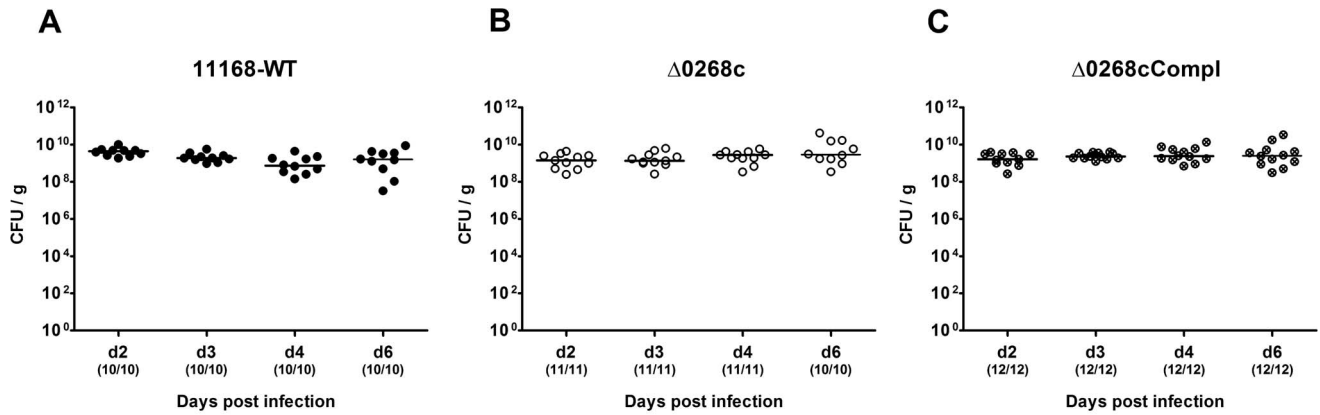 A
11168-WT
10^12
10^10
10^8
10^6
10^4
10^2
10^0
CFU / g
d2 d3 d4 d6
(10/10) (10/10) (10/10) (10/10)
Days post infection
B
Δ0268c
10^12
10^10
10^8
10^6
10^4
10^2
10^0
CFU / g
d2 d3 d4 d6
(11/11) (11/11) (11/11) (10/10)
Days post infection
C
Δ0268cCompl
10^12
10^10
10^8
10^6
10^4
10^2
10^0
CFU / g
d2 d3 d4 d6
(12/12) (12/12) (12/12) (12/12)
Days post infection